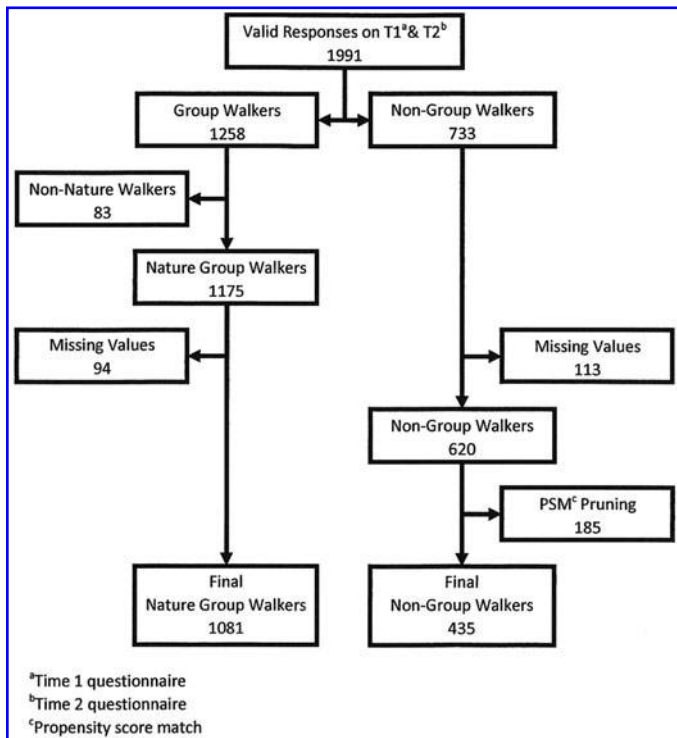 Valid Responses on T1ᵃ& T2ᵇ
1991
Group Walkers
1258
Non-Group Walkers
733
Non-Nature Walkers
83
Nature Group Walkers
1175
Missing Values
94
Missing Values
113
Non-Group Walkers
620
PSMᶜ Pruning
185
Final
Nature Group Walkers
1081
Final
Non-Group Walkers
435
ᵃTime 1 questionnaire
ᵇTime 2 questionnaire
ᶜPropensity score match